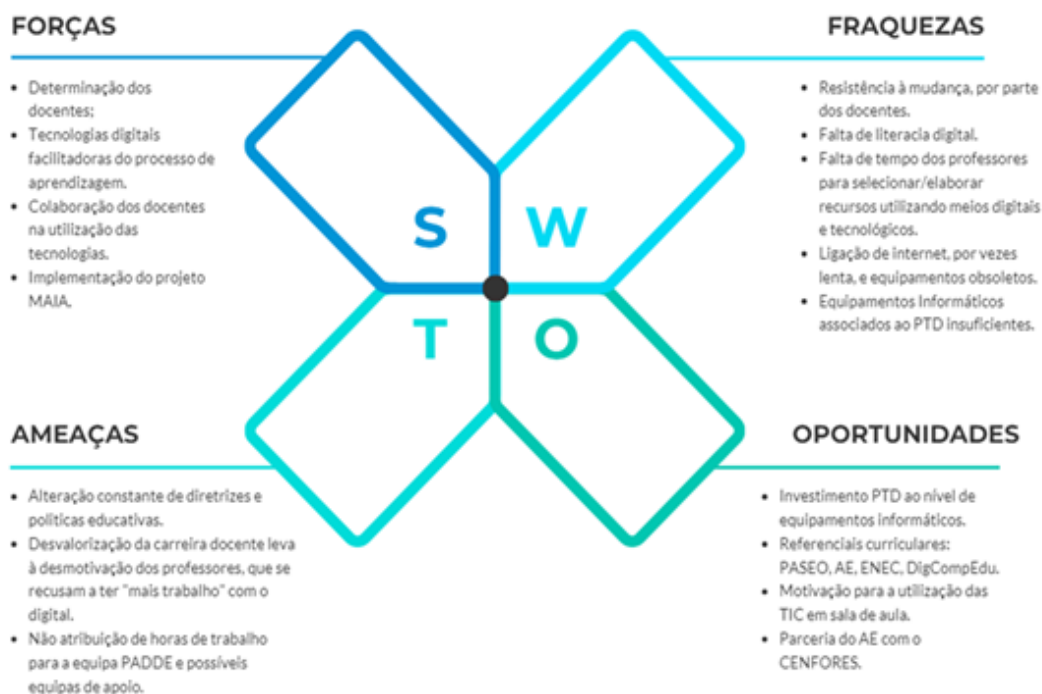 FORÇAS
• Determinação dos
docentes;
• Tecnologias digitais
facilitadoras do processo de
aprendizagem.
• Colaboração dos docentes
na utilização das
tecnologias.
• Implementação do projeto
MAIA.
FRAQUEZAS
• Resistência à mudança, por parte
dos docentes.
• Falta de literacia digital.
• Falta de tempo dos professores
para selecionar/elaborar
recursos utilizando meios digitais
e tecnológicos.
• Ligação de internet, por vezes
lenta, e equipamentos obsoletos.
• Equipamentos Informáticos
associados ao PTD insuficientes.
S
W
T
O
AMEAÇAS
• Alteração constante de diretrizes e
políticas educativas.
• Desvalorização da carreira docente leva
à desmotivação dos professores, que se
recusam a ter "mais trabalho" com o
digital.
• Não atribuição de horas de trabalho
para a equipa PADDE e possíveis
equipas de apoio.
OPORTUNIDADES
• Investimento PTD ao nível de
equipamentos informáticos.
• Referenciais curriculares:
PASEO, AE, ENEC, DigCompEdu.
• Motivação para a utilização das
TIC em sala de aula.
• Parceria do AE com o
CENFORES.